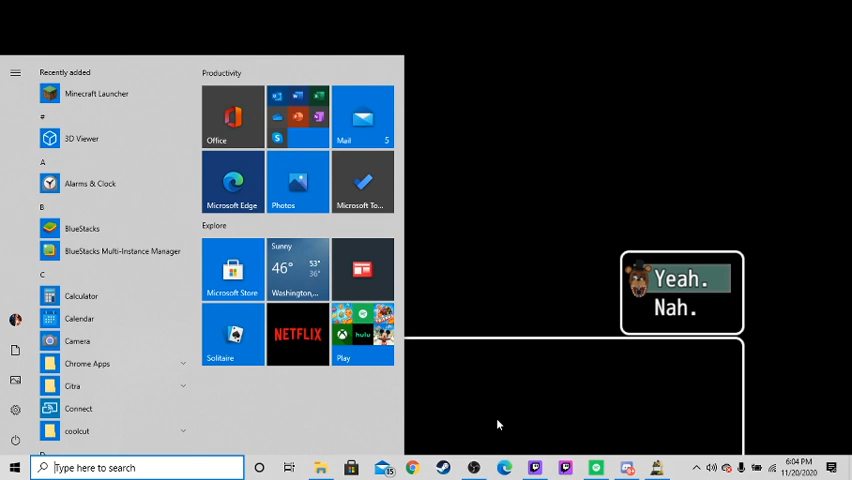 Recently added
Minecraft Launcher
#
3D Viewer
A
Alarms & Clock
B
BlueStacks
BlueStacks Multi-Instance Manager
C
Calculator
Calendar
Camera
Chrome Apps
Citra
Connect
coolcut
Productivity
Office
Mail 5
Microsoft Edge
Photos
Microsoft To...
Explore
Microsoft Store
Sunny
46° 53°
36°
Washington,...
Solitaire
NETFLIX
hulu
Play
Yeah.
Nah.
Type here to search
15
6:04 PM
11/20/2020